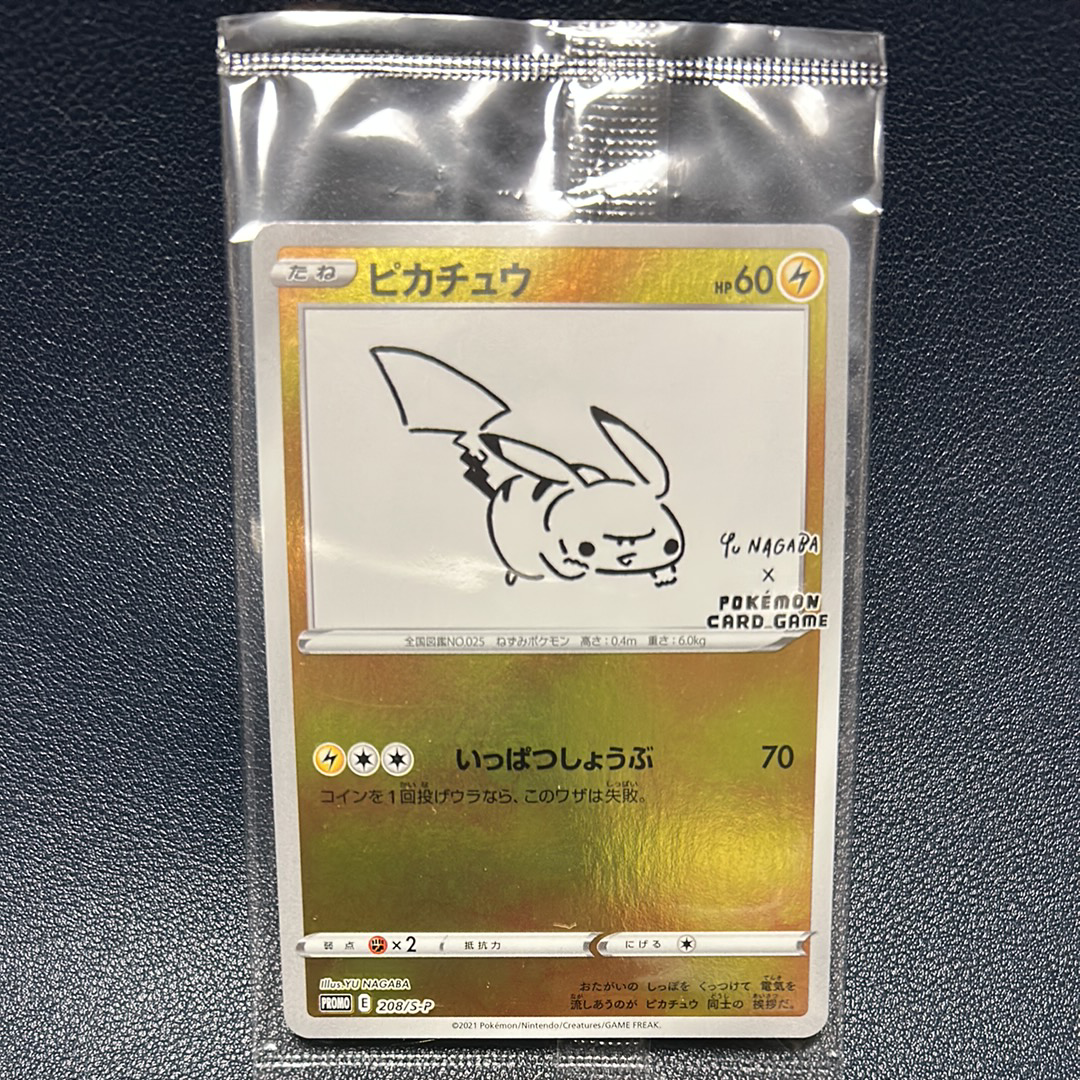 たね ピカチュウ HP60
YU NAGABA
×
POKÉMON
CARD GAME
全国図鑑NO.025 ねずみポケモン 高さ:0.4m 重さ:6.0kg
いっぱつしょうぶ 70
コインを1回投げウラなら、このワザは失敗。
弱点 ×2 抵抗力 にげる
Illus.YU NAGABA
PROMO E 208/S-P
おたがいの しっぽを くっつけて 電気を
流しあうのが ピカチュウ 同士の 挨拶だ。
©2021 Pokémon/Nintendo/Creatures/GAME FREAK.